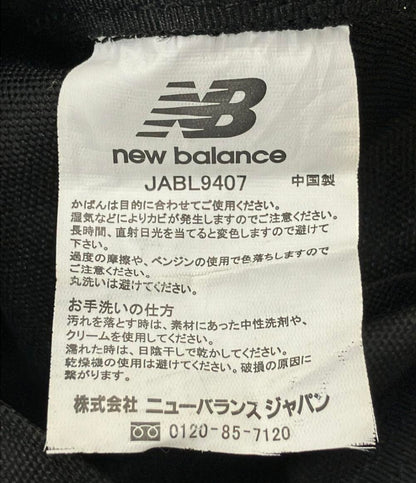 NB
new balance
JABL9407 中国製
かばんは目的に合わせてご使用ください。
湿気などによりカビが発生しますのでご注意ください。
長時間、直射日光を当てると変色しますので避けて
下さい。
過度の摩擦や、ベンジンの使用で色落ちしますので
ご注意ください。
丸洗いは避けてください。
お手洗いの仕方
汚れを落とす時は、素材にあった中性洗剤や、
クリームを使用してください。
濡れた時は、日陰干しで乾かしてください。
乾燥機の使用は避けてください。破損の原因に
繋がります。
株式会社 ニューバランス ジャパン
0120-85-7120